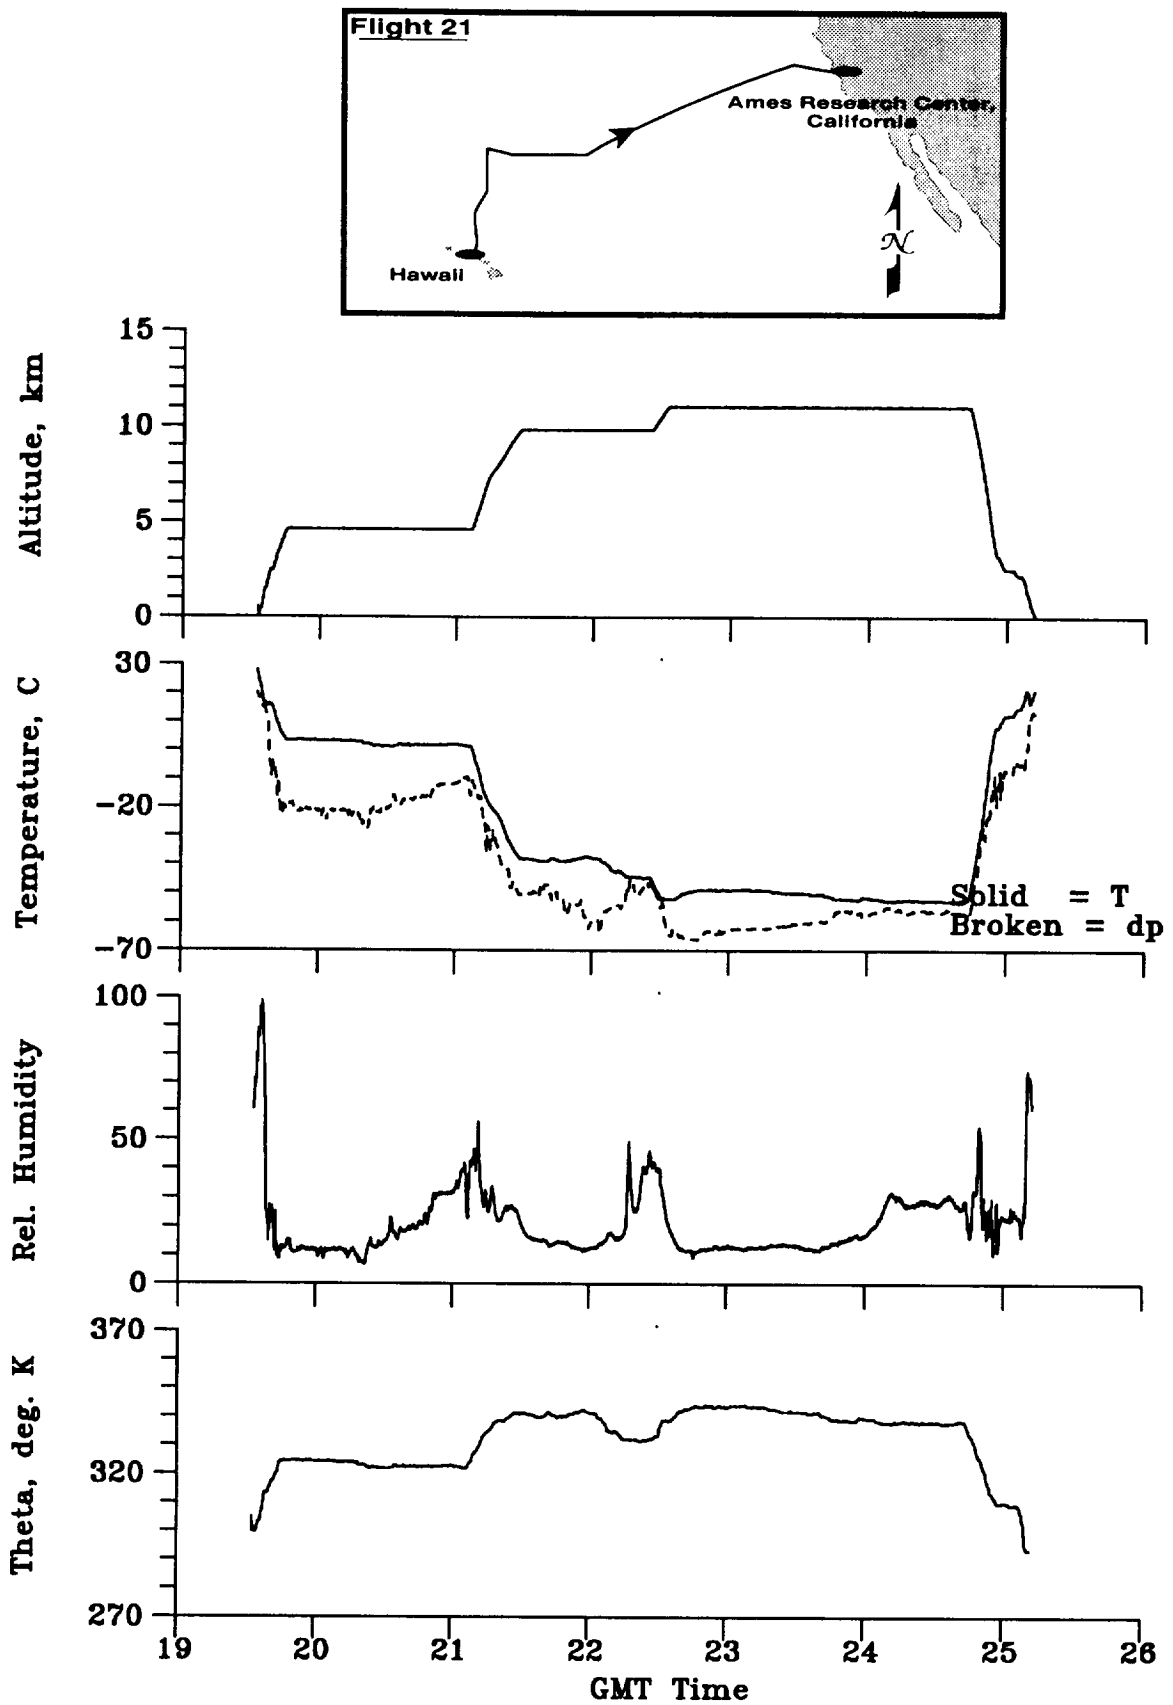 Flight 21
Ames Research Center,
California
N
Hawaii
15
10
5
0
Altitude, km
30
-20
-70
Temperature, C
Solid = T
Broken = dp
100
50
0
Rel. Humidity
370
320
270
Theta, deg. K
19 20 21 22 23 24 25 26
GMT Time